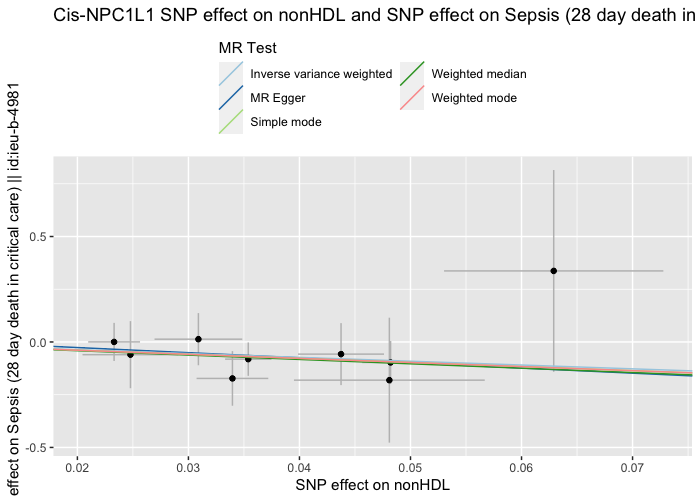 Cis-NPC1L1 SNP effect on nonHDL and SNP effect on Sepsis (28 day death in
MR Test
Inverse variance weighted
MR Egger
Simple mode
Weighted median
Weighted mode
effect on Sepsis (28 day death in critical care) || id:ieu-b-4981
0.5
0.0
-0.5
0.02
0.03
0.04
0.05
0.06
0.07
SNP effect on nonHDL